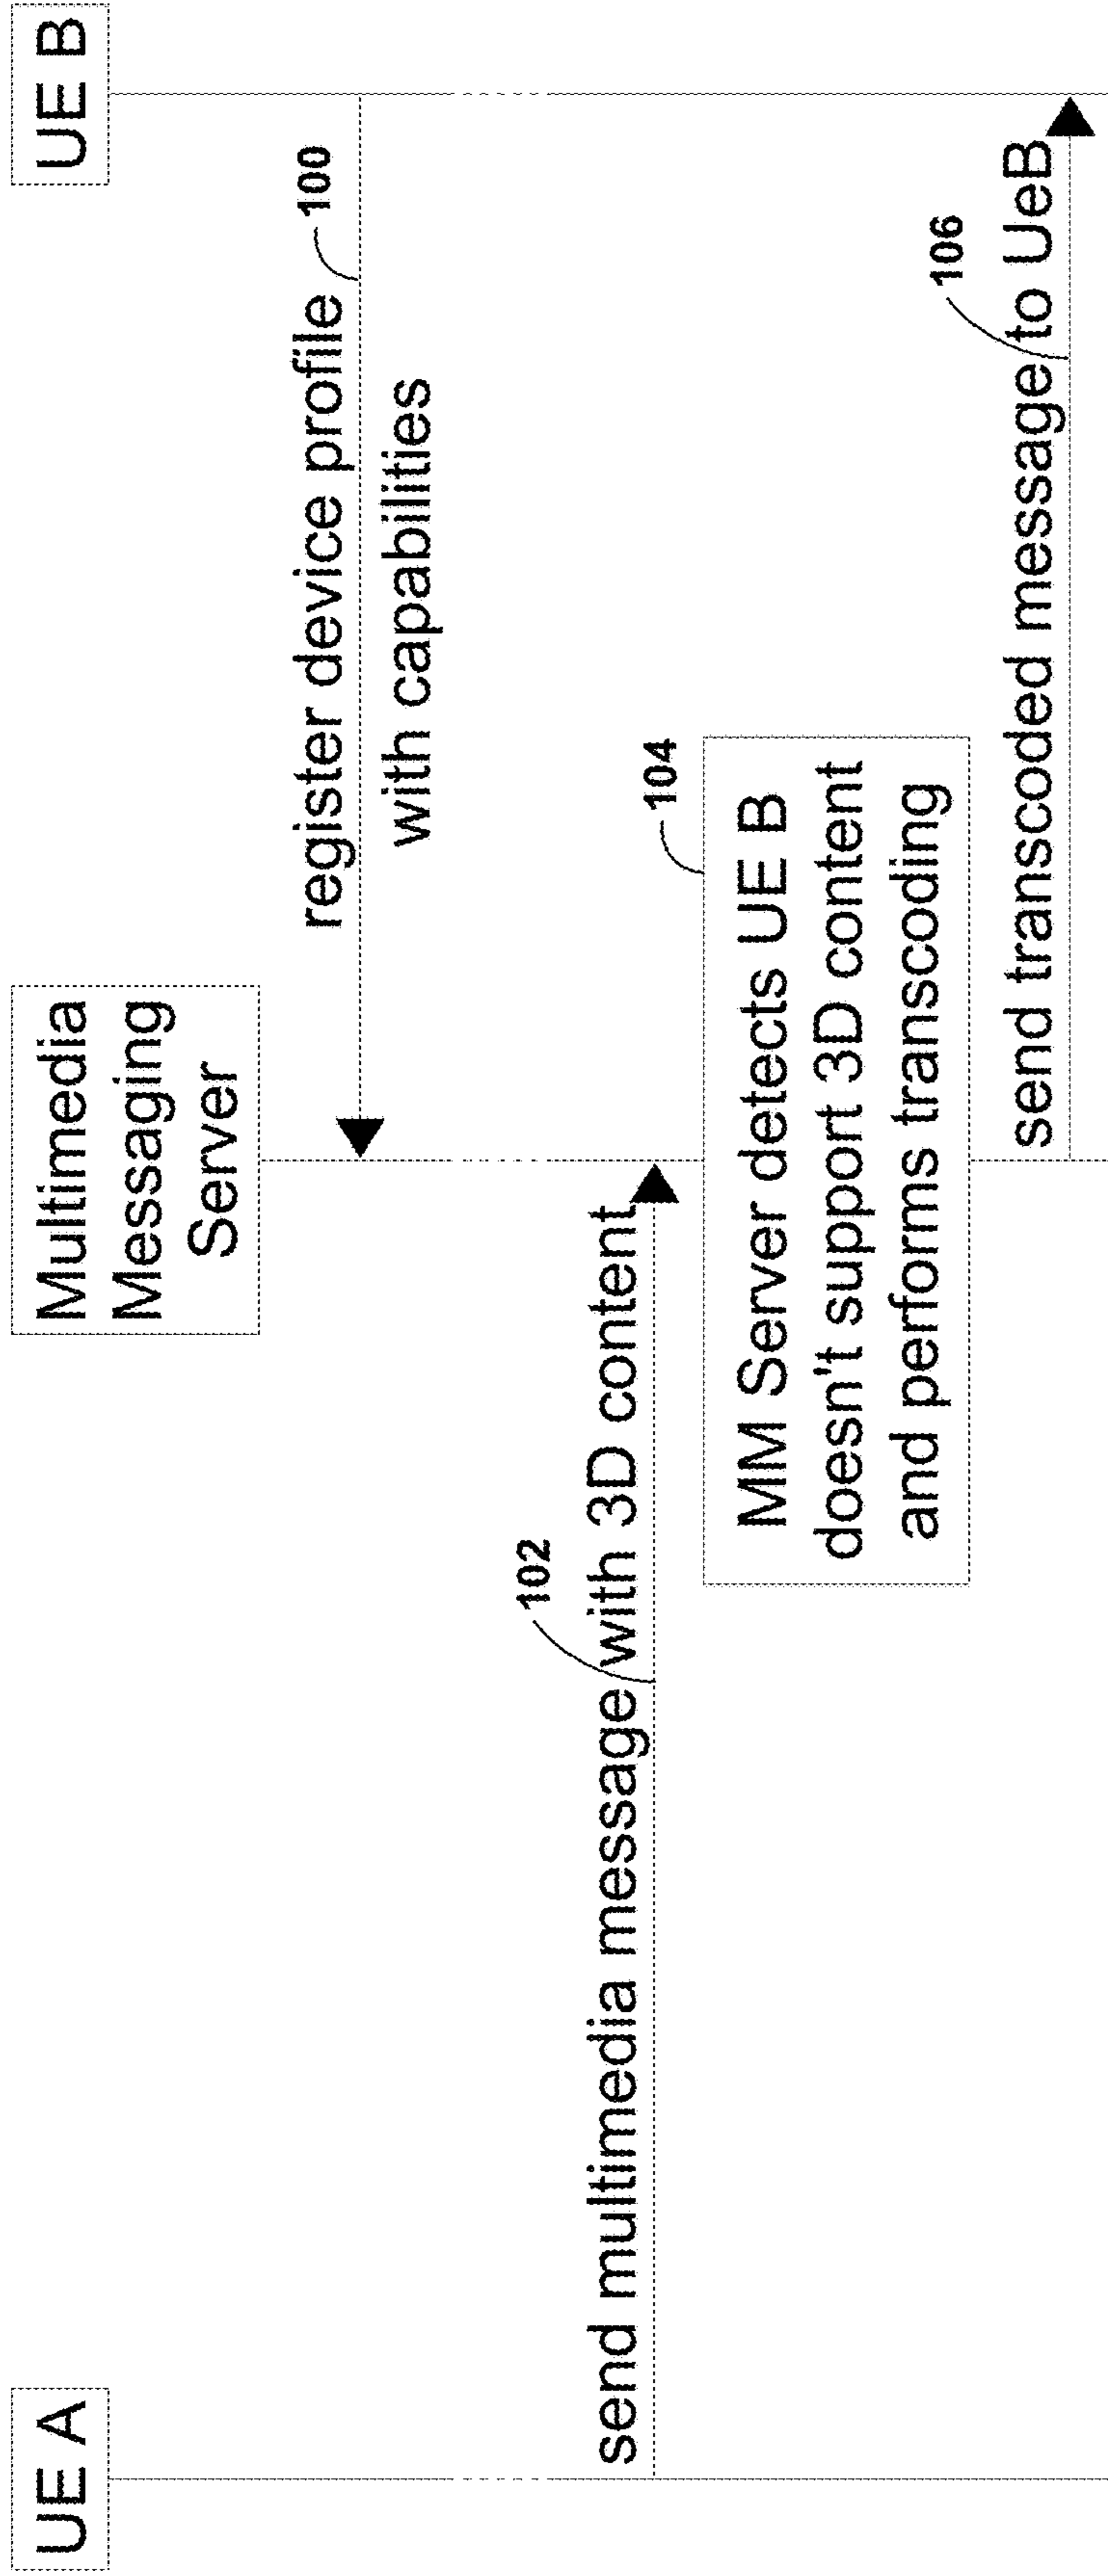 UE A
Multimedia
Messaging
Server
UE B
register device profile
100
with capabilities
102
send multimedia message with 3D content
104
MM Server detects UE B
doesn't support 3D content
and performs transcoding
106
send transcoded message to UeB